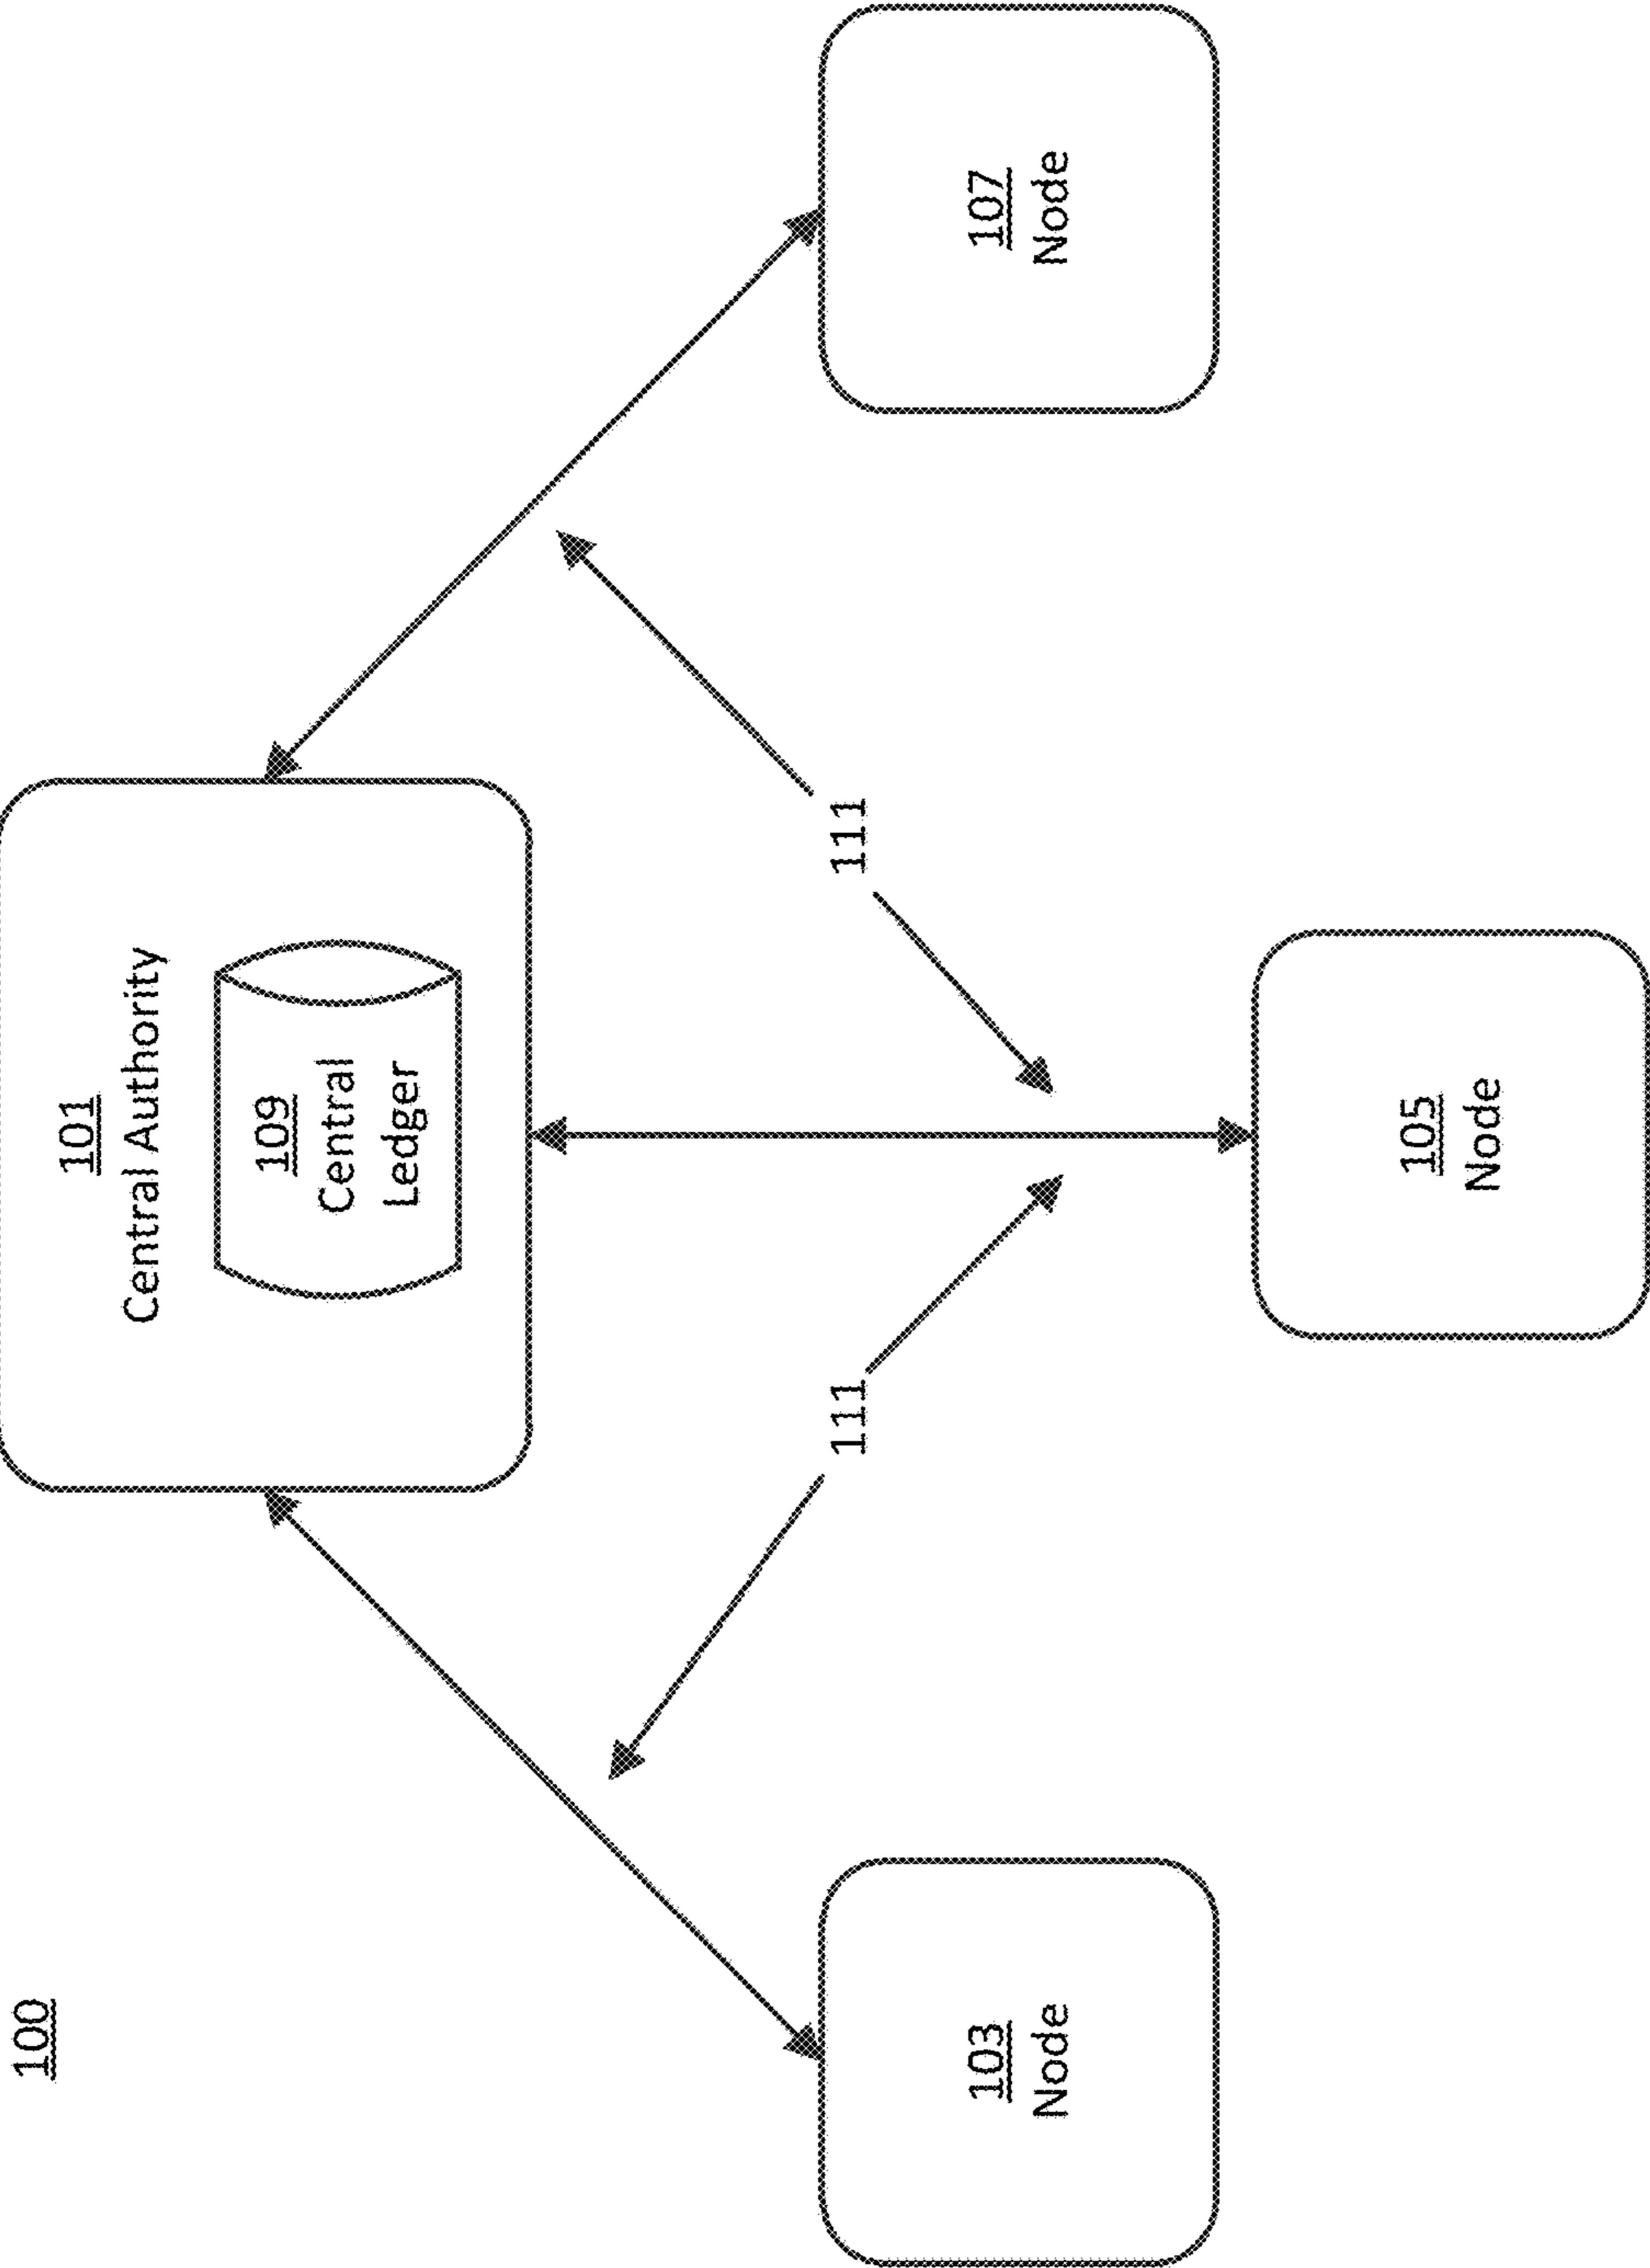 100
101
Central Authority
109
Central
Ledger
111
111
103
Node
107
Node
105
Node